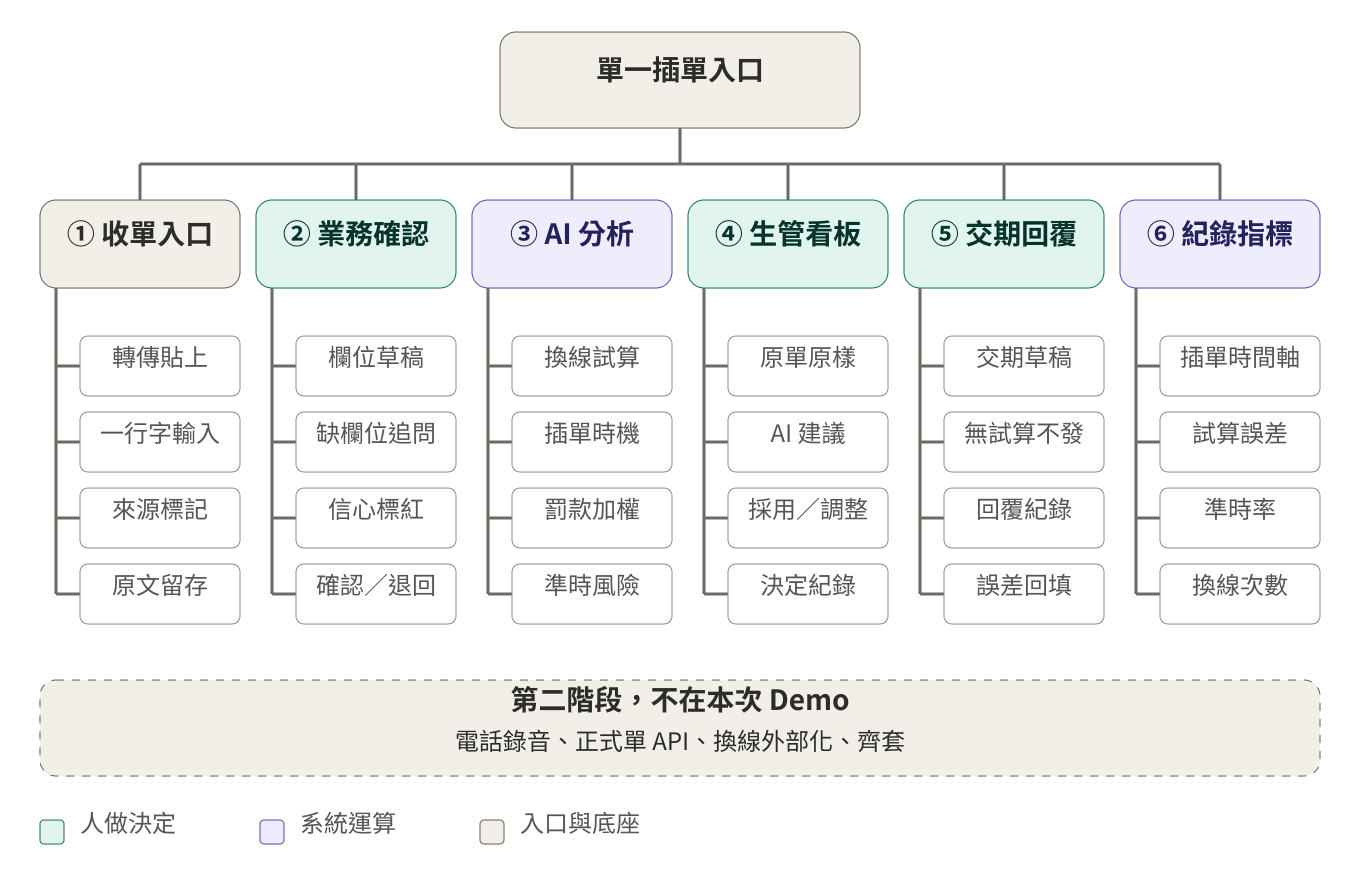 單一插單入口
① 收單入口
② 業務確認
③ AI 分析
④ 生管看板
⑤ 交期回覆
⑥ 紀錄指標
轉傳貼上
一行字輸入
來源標記
原文留存
欄位草稿
缺欄位追問
信心標紅
確認／退回
換線試算
插單時機
罰款加權
準時風險
原單原樣
AI 建議
採用／調整
決定紀錄
交期草稿
無試算不發
回覆紀錄
誤差回填
插單時間軸
試算誤差
準時率
換線次數
第二階段，不在本次 Demo
電話錄音、正式單 API、換線外部化、齊套
人做決定
系統運算
入口與底座